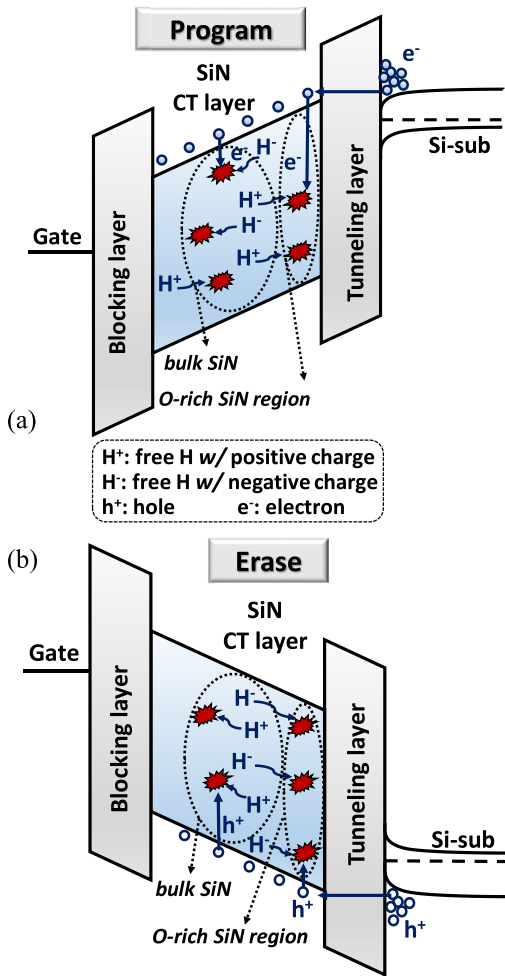 Program
SiN
CT layer
e⁻
H⁻
e⁻
e⁻
Si-sub
H⁺
H⁻
Gate
H⁺
H⁺
Blocking layer
Tunneling layer
bulk SiN
O-rich SiN region
(a)
H⁺: free H w/ positive charge
H⁻: free H w/ negative charge
h⁺: hole e⁻: electron
(b)
Erase
SiN
CT layer
Gate
Blocking layer
Tunneling layer
H⁻
H⁺
H⁻
H⁺
h⁺
H⁻
Si-sub
bulk SiN
h⁺
h⁺
O-rich SiN region